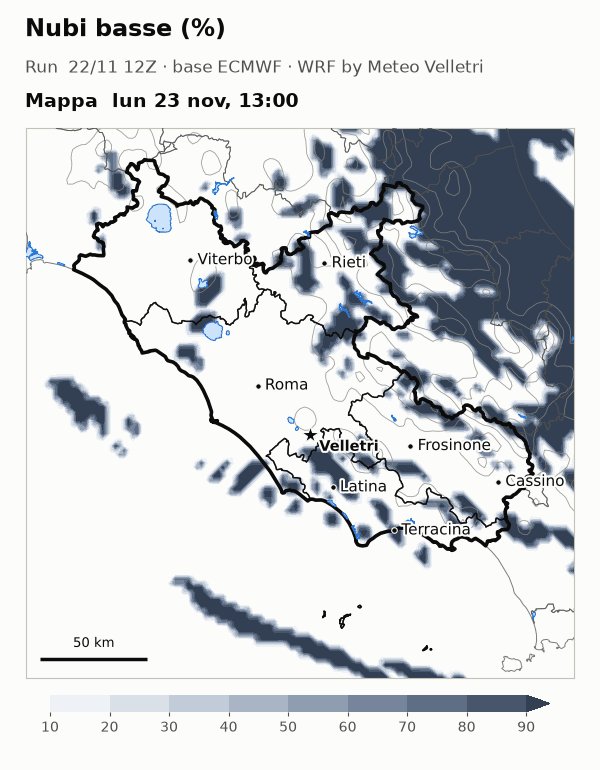 Nubi basse (%)
Run  22/11 12Z · base ECMWF · WRF by Meteo Velletri
Mappa  lun 23 nov, 13:00
Viterbo
Rieti
Roma
Velletri
Frosinone
Cassino
Latina
Terracina
50 km
10 20 30 40 50 60 70 80 90